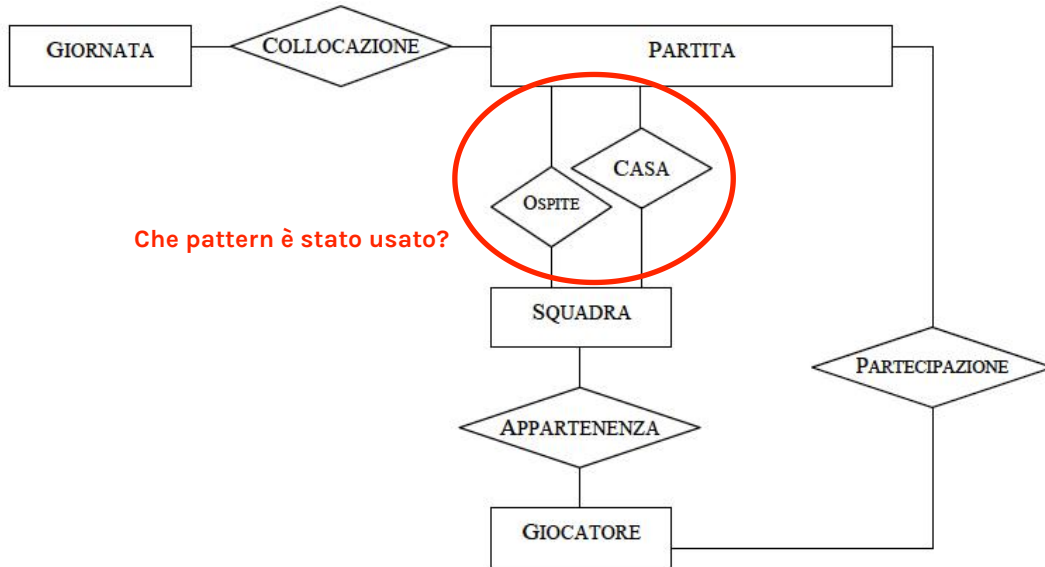 GIORNATA
COLLOCAZIONE
PARTITA
CASA
OSPITE
Che pattern è stato usato?
SQUADRA
PARTECIPAZIONE
APPARTENENZA
GIOCATORE